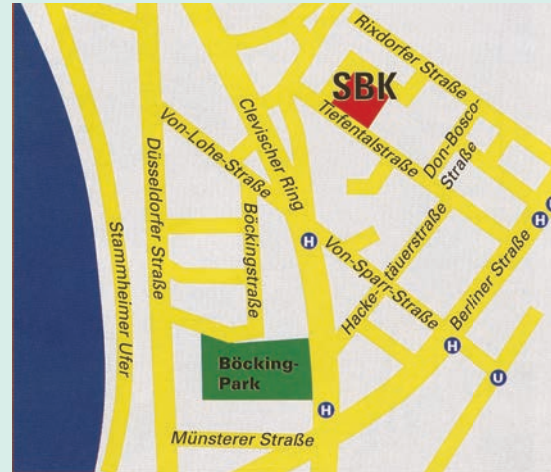 Rixdorfer Straße
SBK
Clevischer Ring
Tiefentalstraße
Don-Bosco-
Straße
Von-Lohe-Straße
Düsseldorfer Straße
Böckingstraße
Stammheimer Ufer
H
Von-Sparr-Straße
Berliner Straße
H
H
Böcking-
Park
U
H
Münsterer Straße